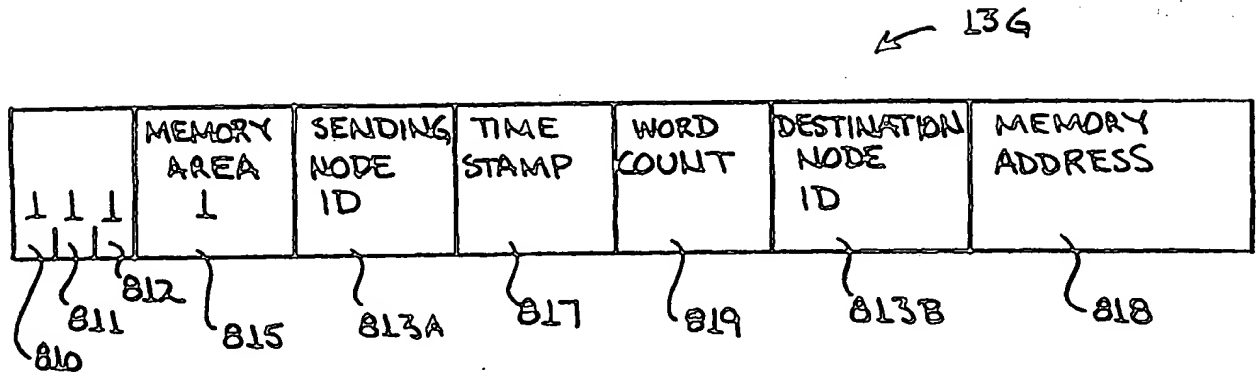 13G
1 1 1
MEMORY
AREA
1
SENDING
NODE
ID
TIME
STAMP
WORD
COUNT
DESTINATION
NODE
ID
MEMORY
ADDRESS
810
811
812
815
813A
817
819
813B
818